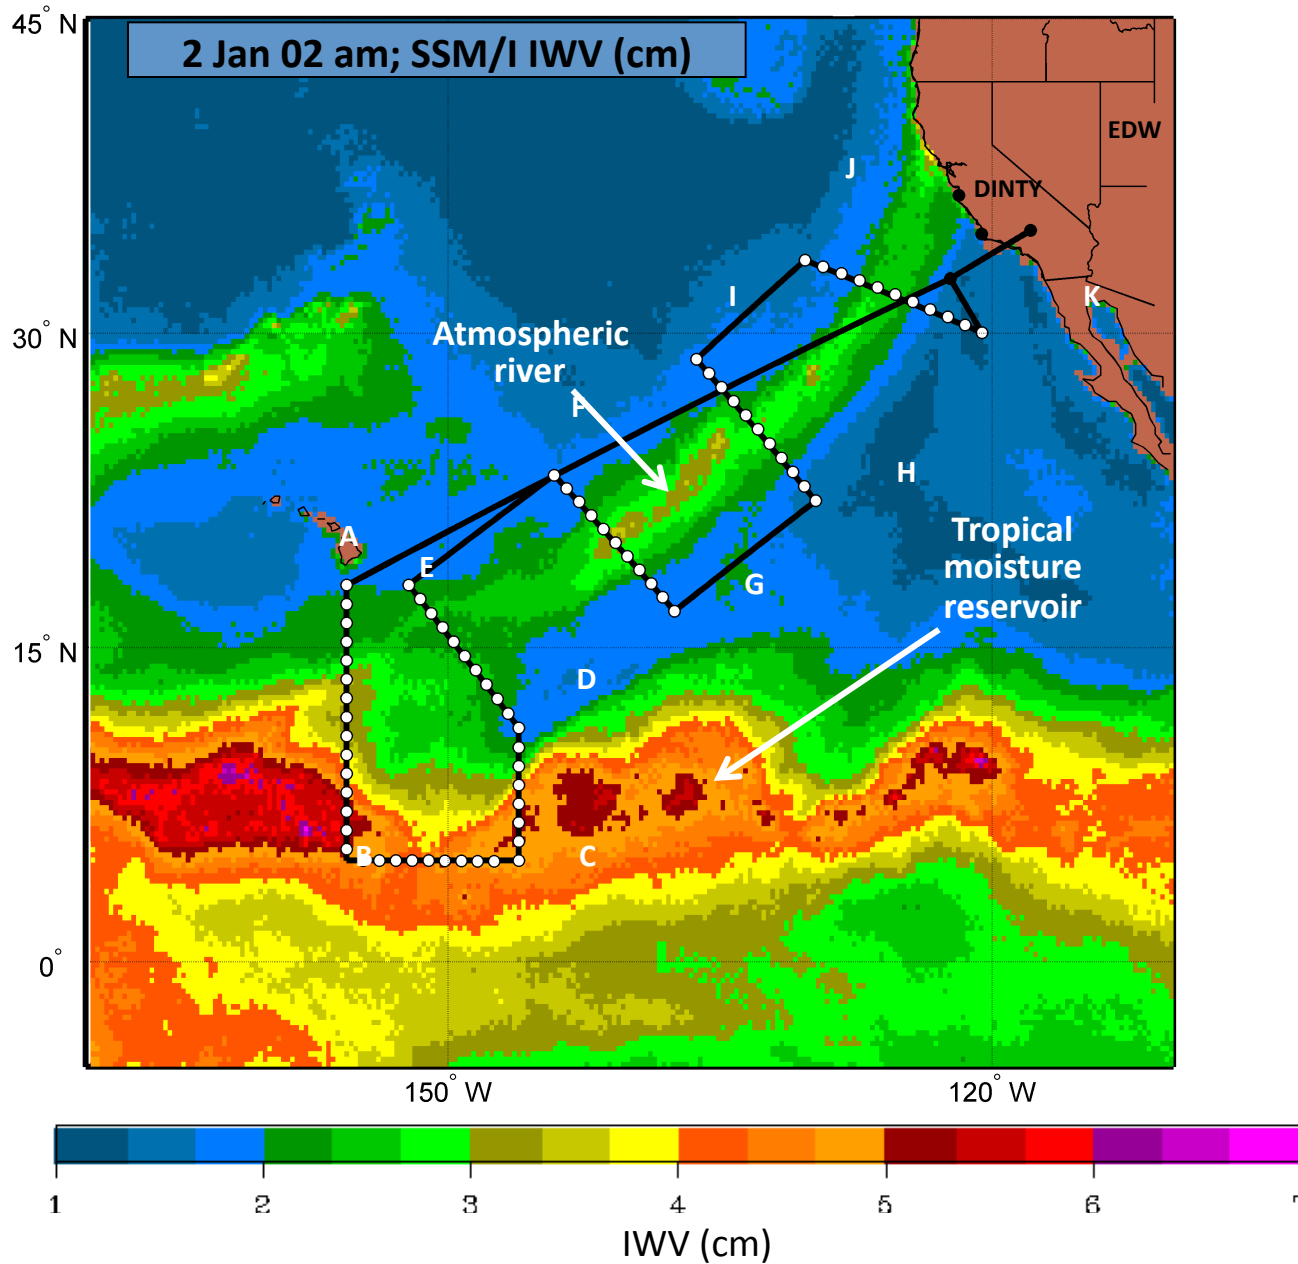 45° N
2 Jan 02 am; SSM/I IWV (cm)
EDW
J
DINTY
I
K
30° N
Atmospheric
river
F
H
A
Tropical
moisture
reservoir
E
G
15° N
D
B
C
0°
150° W
120° W
1 2 3 4 5 6 7
IWV (cm)